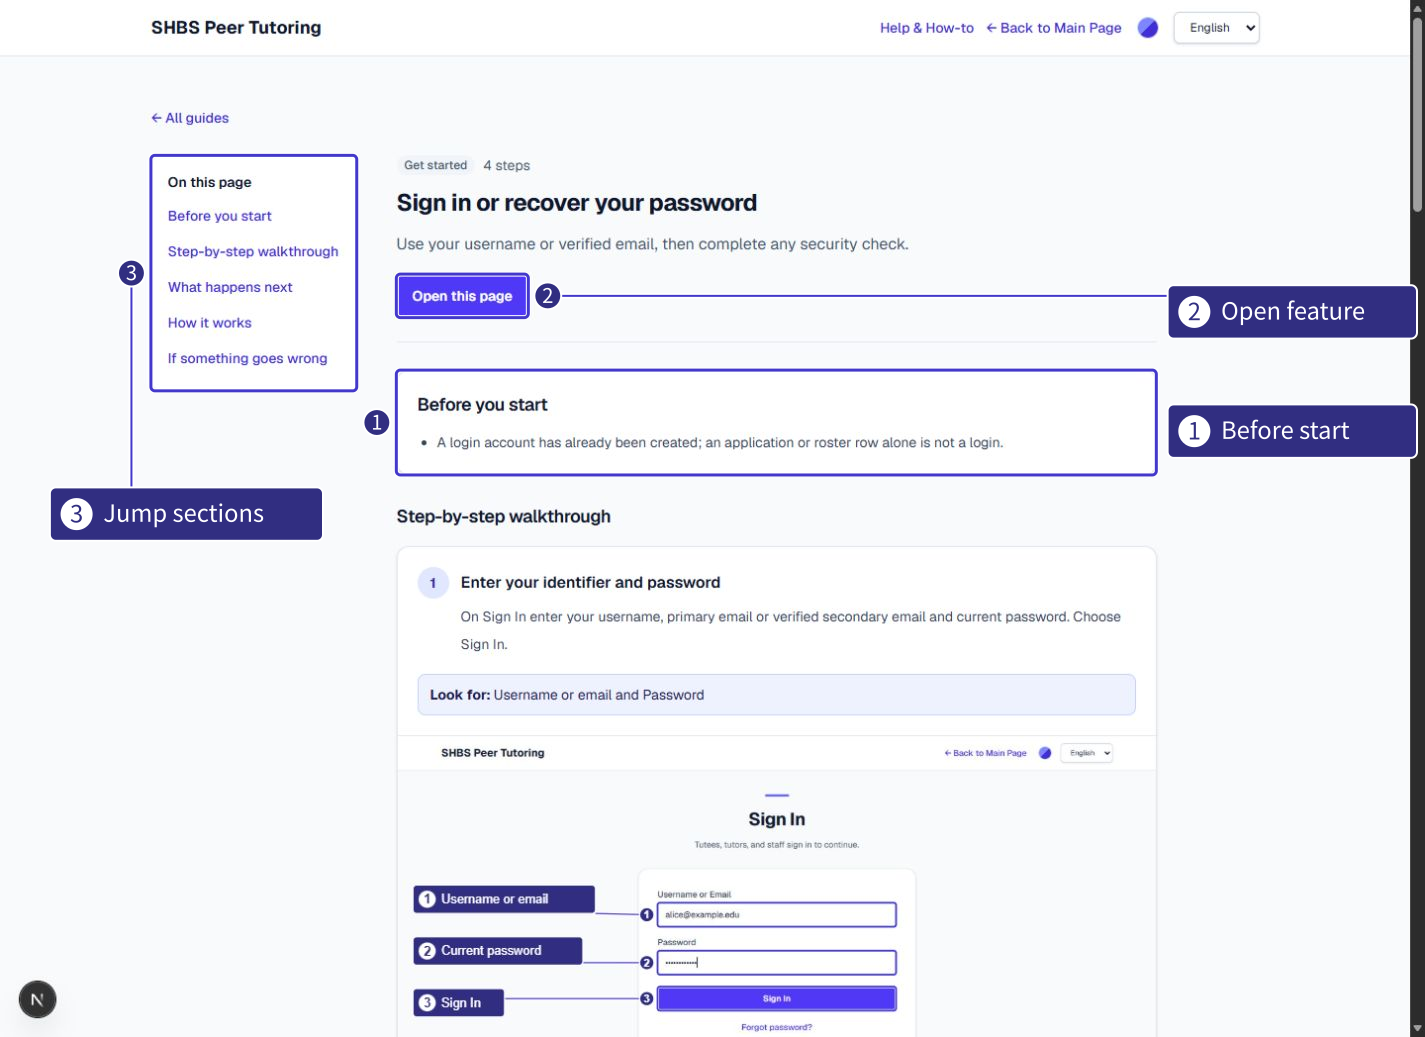 SHBS Peer Tutoring
Help & How-to
← Back to Main Page
English
← All guides
On this page
Before you start
Step-by-step walkthrough
What happens next
How it works
If something goes wrong
3
3 Jump sections
Get started
4 steps
Sign in or recover your password
Use your username or verified email, then complete any security check.
Open this page
2
2 Open feature
Before you start
• A login account has already been created; an application or roster row alone is not a login.
1
1 Before start
Step-by-step walkthrough
1
Enter your identifier and password
On Sign In enter your username, primary email or verified secondary email and current password. Choose
Sign In.
Look for: Username or email and Password
SHBS Peer Tutoring
← Back to Main Page
English
Sign In
Tutees, tutors, and staff sign in to continue.
1 Username or email
Username or Email
1
alice@example.edu
2 Current password
Password
2
3 Sign In
3
Sign In
Forgot password?
N